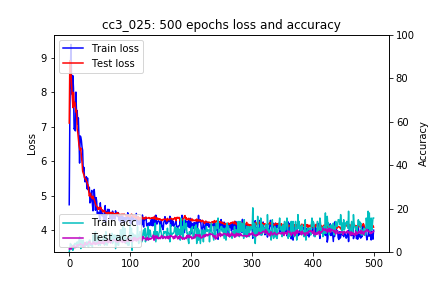 cc3_025: 500 epochs loss and accuracy
Train loss
Test loss
Train acc
Test acc
Loss
Accuracy
9
8
7
6
5
4
100
80
60
40
20
0
0 100 200 300 400 500